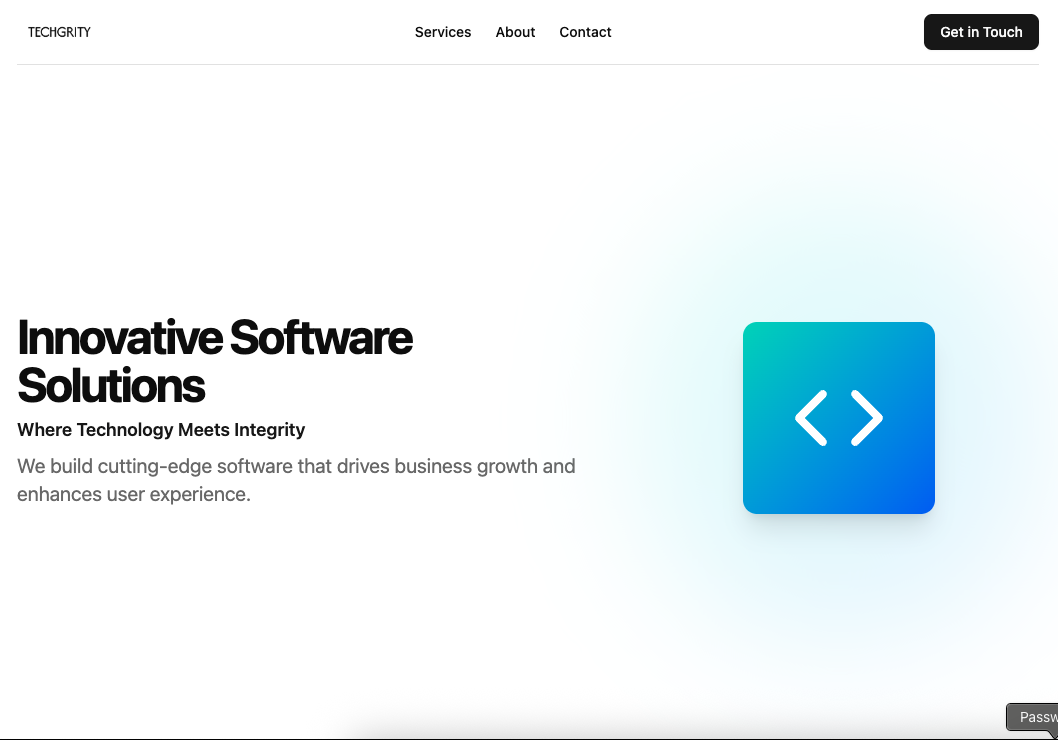 TECHGRITY
Services About Contact
Get in Touch
Innovative Software
Solutions
Where Technology Meets Integrity
We build cutting-edge software that drives business growth and
enhances user experience.